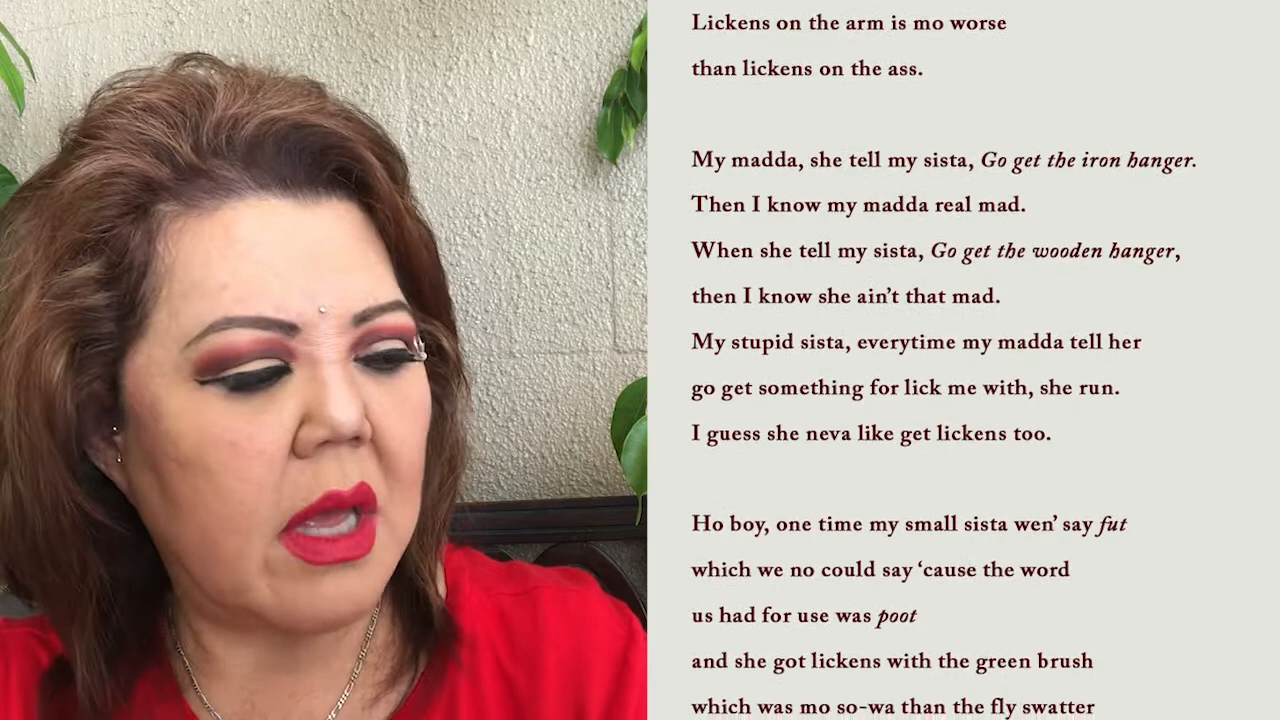 Lickens on the arm is mo worse
than lickens on the ass.
My madda, she tell my sista, Go get the iron hanger.
Then I know my madda real mad.
When she tell my sista, Go get the wooden hanger,
then I know she ain’t that mad.
My stupid sista, everytime my madda tell her
go get something for lick me with, she run.
I guess she neva like get lickens too.
Ho boy, one time my small sista wen’ say fut
which we no could say ‘cause the word
us had for use was poot
and she got lickens with the green brush
which was mo so-wa than the fly swatter